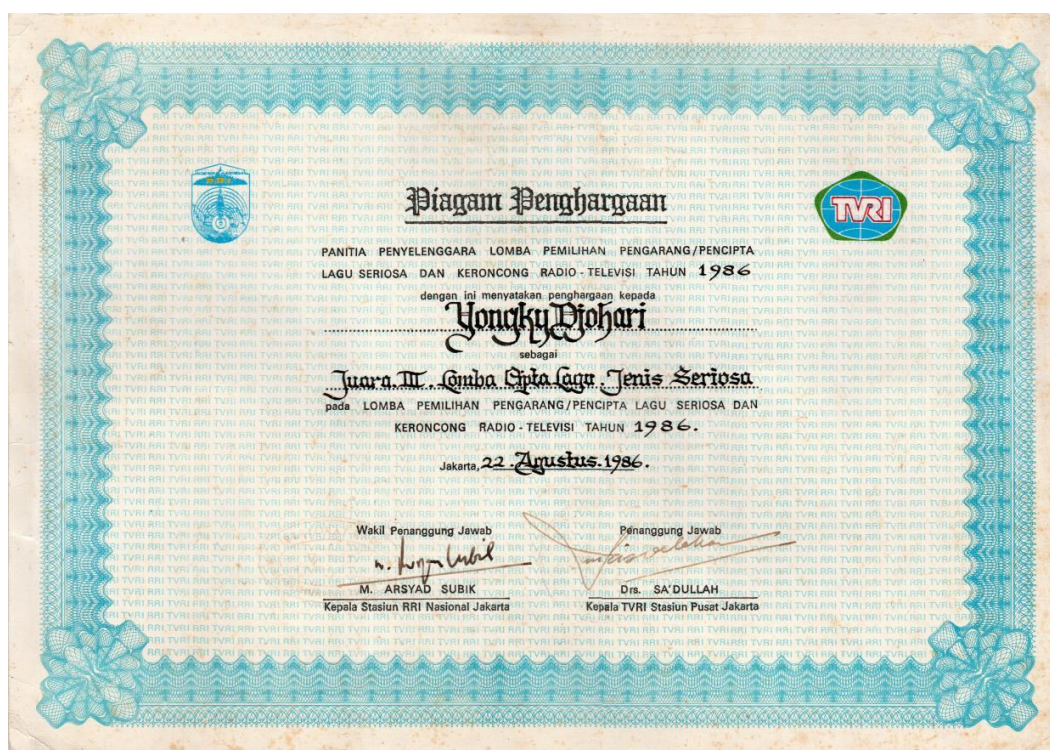 R.R.I
TVRI
Piagam Penghargaan
PANITIA PENYELENGGARA LOMBA PEMILIHAN PENGARANG/PENCIPTA
LAGU SERIOSA DAN KERONCONG RADIO - TELEVISI TAHUN 1986
dengan ini menyatakan penghargaan kepada
Yongky Djohari
sebagai
Juara III. Lomba Cipta Lagu Jenis Seriosa
pada LOMBA PEMILIHAN PENGARANG/PENCIPTA LAGU SERIOSA DAN
KERONCONG RADIO - TELEVISI TAHUN 1986.
Jakarta, 22. Agustus. 1986.
Wakil Penanggung Jawab
Penanggung Jawab
M. ARSYAD SUBIK
Drs. SA'DULLAH
Kepala Stasiun RRI Nasional Jakarta
Kepala TVRI Stasiun Pusat Jakarta